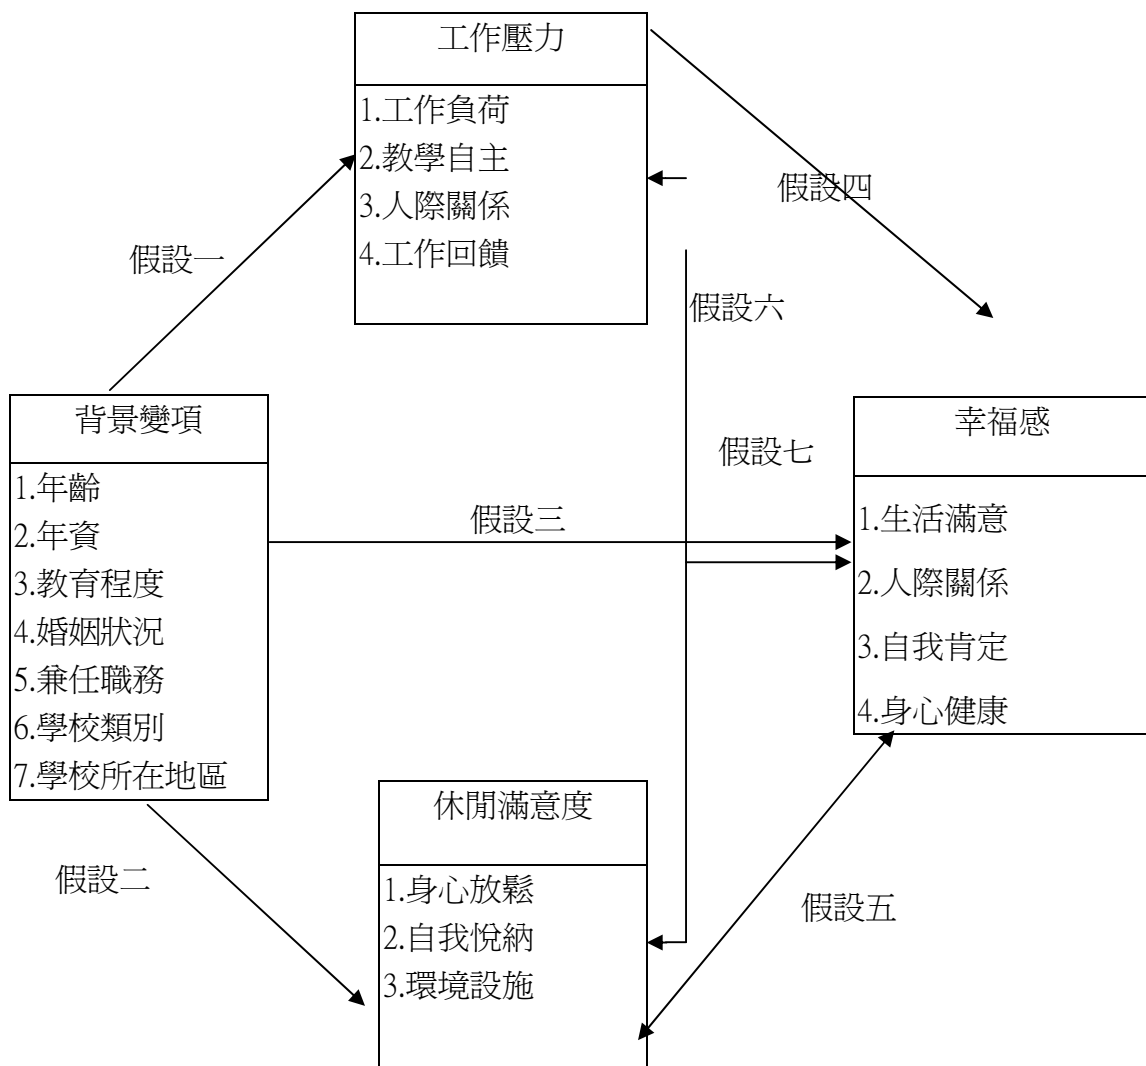 工作壓力
1.工作負荷
2.教學自主
3.人際關係
4.工作回饋
假設四
假設一
假設六
背景變項
1.年齡
2.年資
3.教育程度
4.婚姻狀況
5.兼任職務
6.學校類別
7.學校所在地區
假設三
假設七
幸福感
1.生活滿意
2.人際關係
3.自我肯定
4.身心健康
假設二
休閒滿意度
1.身心放鬆
2.自我悅納
3.環境設施
假設五